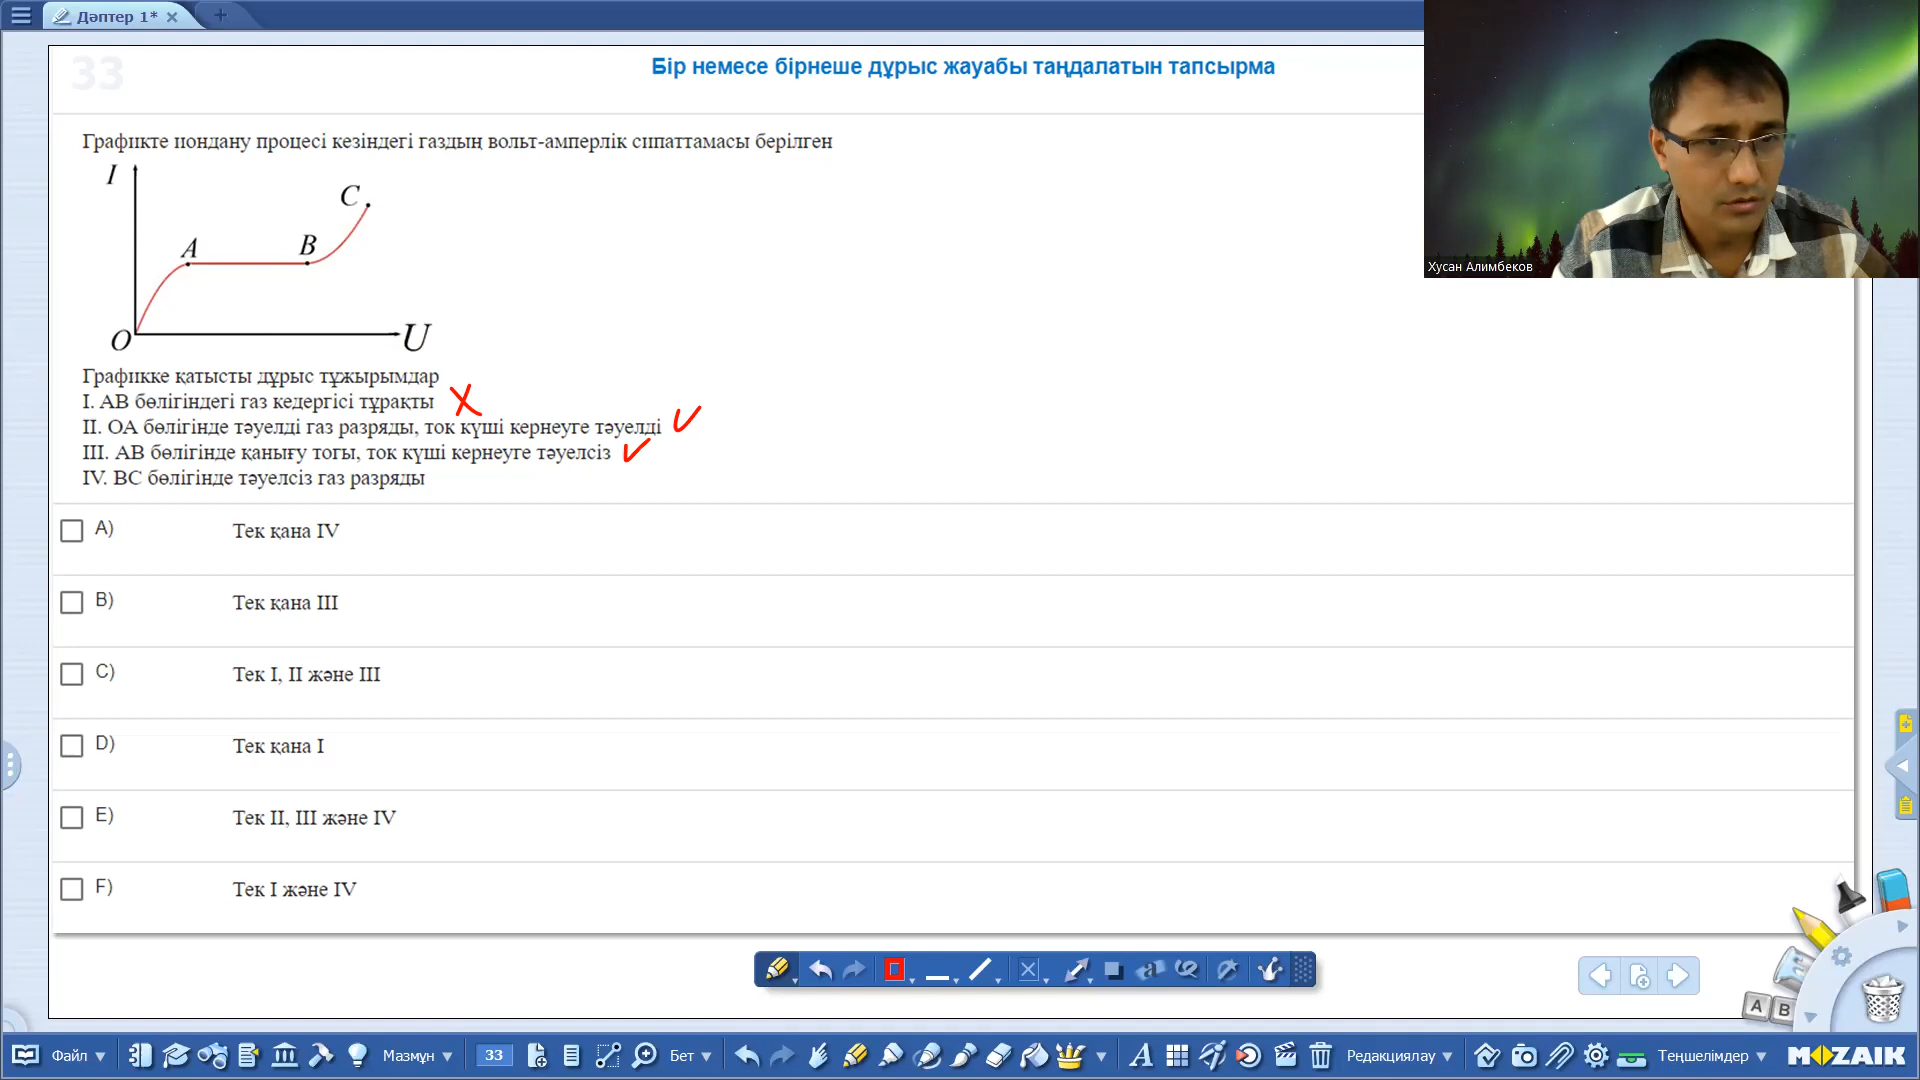 Дәптер 1*
33
Бір немесе бірнеше дұрыс жауабы таңдалатын тапсырма
Графикте иондану процесі кезіндегі газдың вольт-амперлік сипаттамасы берілген
I
C
A
B
O
U
Графикке қатысты дұрыс тұжырымдар
I. AB бөлігіндегі газ кедергісі тұрақты
II. OA бөлігінде тәуелді газ разряды, ток күші кернеуге тәуелді
III. AB бөлігінде қанығу тогы, ток күші кернеуге тәуелсіз
IV. BC бөлігінде тәуелсіз газ разряды
A) Тек қана IV
B) Тек қана III
C) Тек I, II және III
D) Тек қана I
E) Тек II, III және IV
F) Тек I және IV
Хусан Алимбеков
A B
Файл
Мазмұн
33
Бет
Редакциялау
Теңшелімдер
MOZAIK